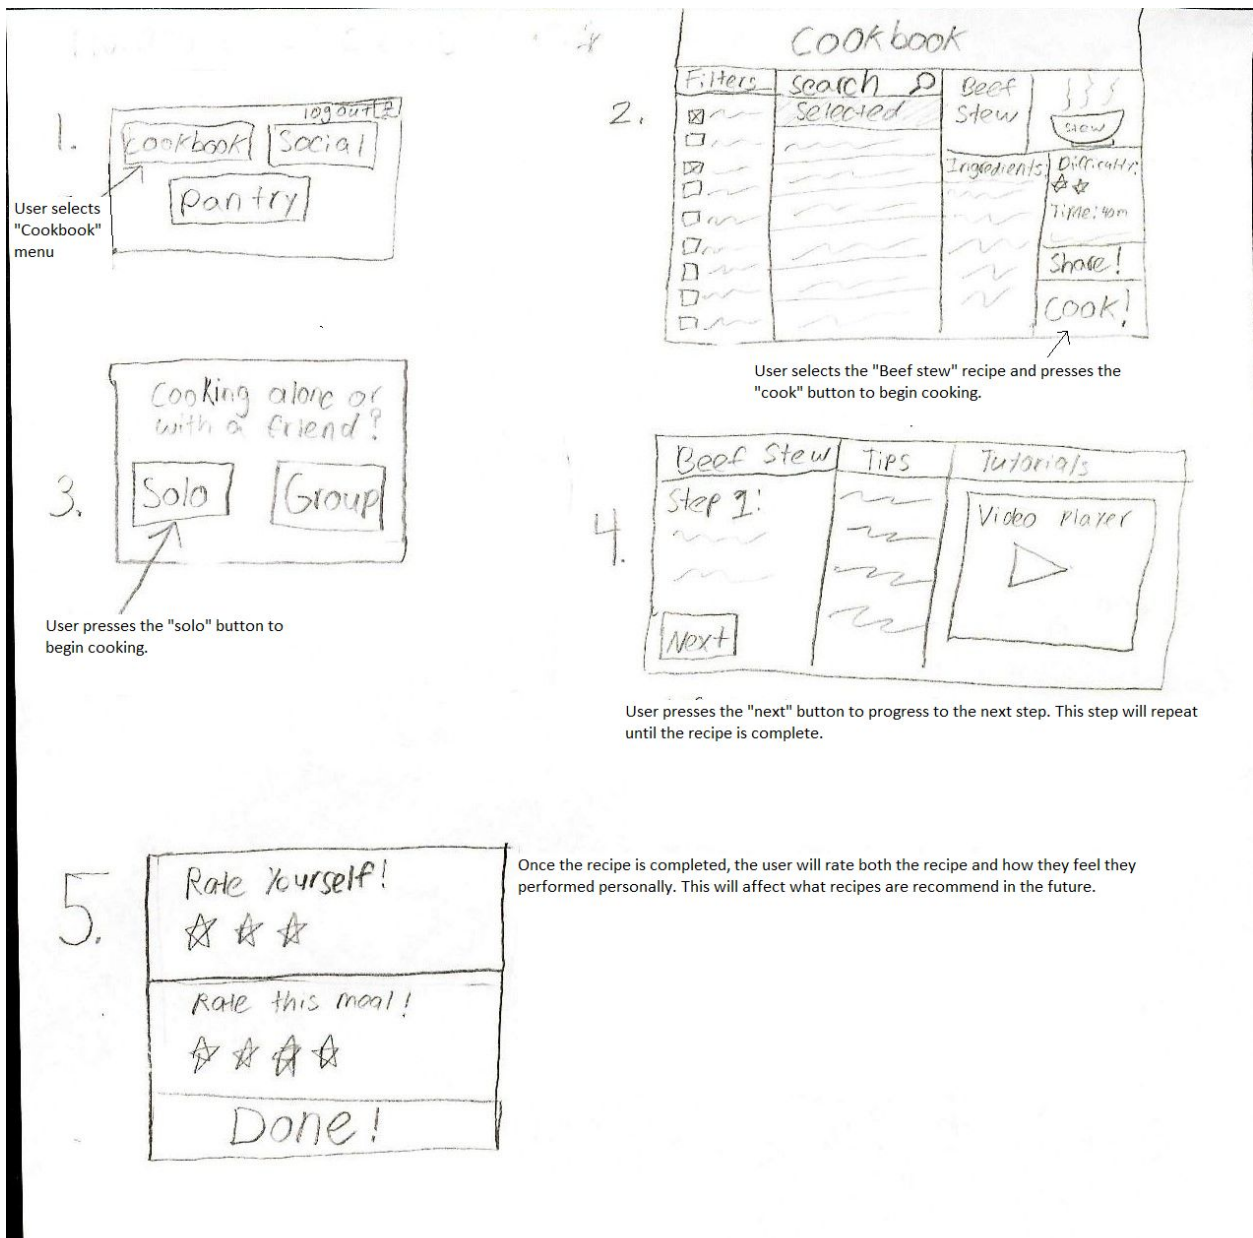 1.
logout
Cookbook
Social
Pantry
User selects
"Cookbook"
menu
2.
Cookbook
Filters
Search
Selected
Beef
Stew
Stew
Ingredients:
Difficulty:
Time: 40m
Share!
Cook!
User selects the "Beef stew" recipe and presses the
"cook" button to begin cooking.
3.
Cooking alone or
with a friend?
Solo
Group
User presses the "solo" button to
begin cooking.
4.
Beef Stew
Tips
Tutorials
Step 1:
Video Player
Next
User presses the "next" button to progress to the next step. This step will repeat
until the recipe is complete.
5.
Rate Yourself!
Rate this meal!
Done!
Once the recipe is completed, the user will rate both the recipe and how they feel they
performed personally. This will affect what recipes are recommend in the future.